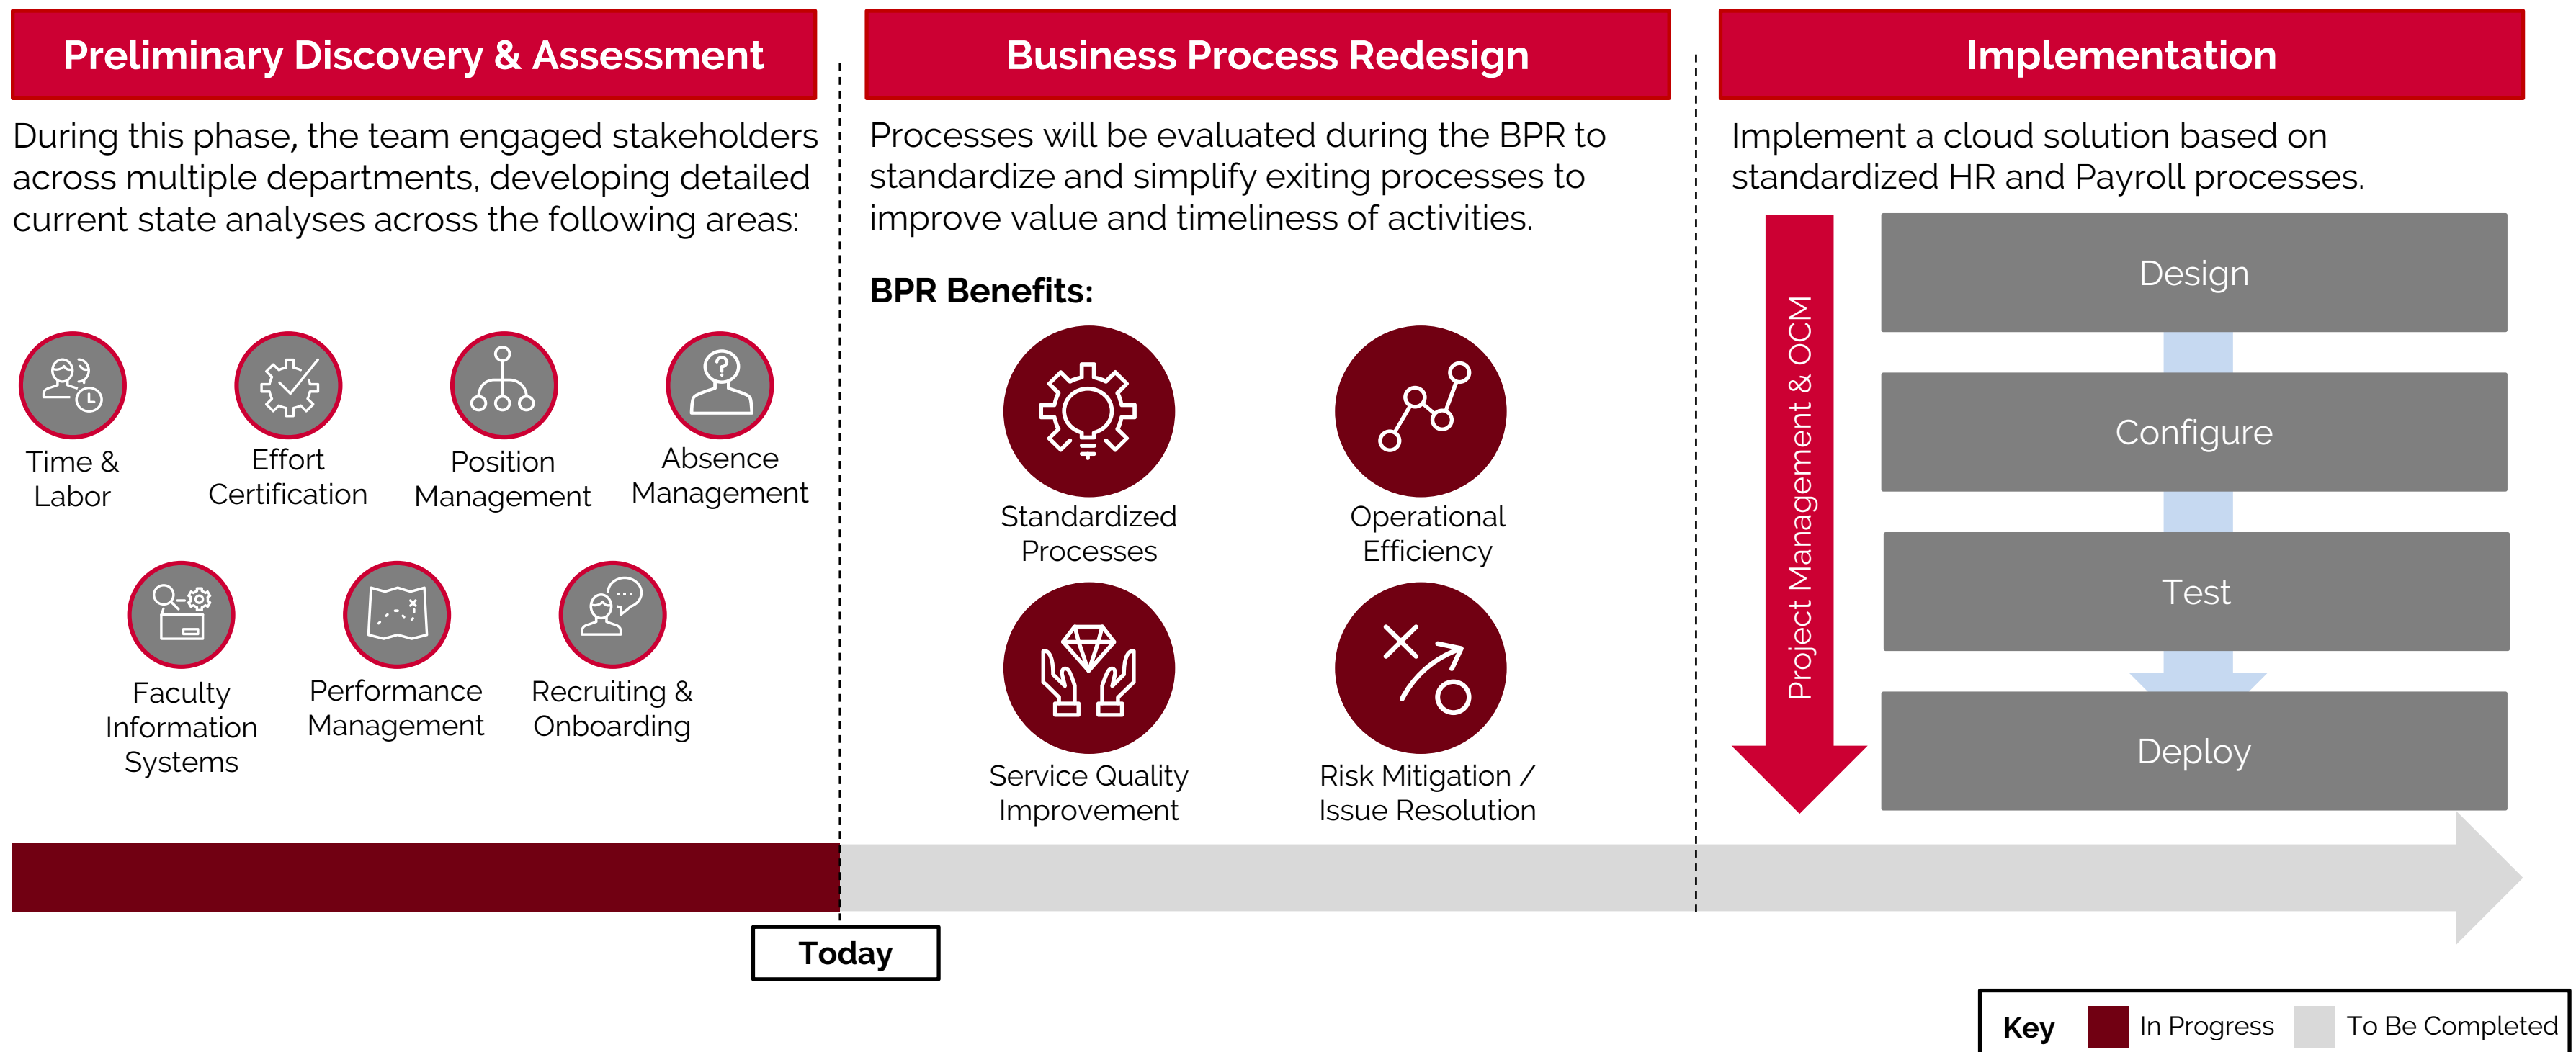 Preliminary Discovery & Assessment
During this phase, the team engaged stakeholders
across multiple departments, developing detailed
current state analyses across the following areas:
Time &
Labor
Effort
Certification
Position
Management
Absence
Management
Faculty
Information
Systems
Performance
Management
Recruiting &
Onboarding
Business Process Redesign
Processes will be evaluated during the BPR to
standardize and simplify exiting processes to
improve value and timeliness of activities.
BPR Benefits:
Standardized
Processes
Operational
Efficiency
Service Quality
Improvement
Risk Mitigation /
Issue Resolution
Implementation
Implement a cloud solution based on
standardized HR and Payroll processes.
Project Management & OCM
Design
Configure
Test
Deploy
Today
Key
In Progress
To Be Completed